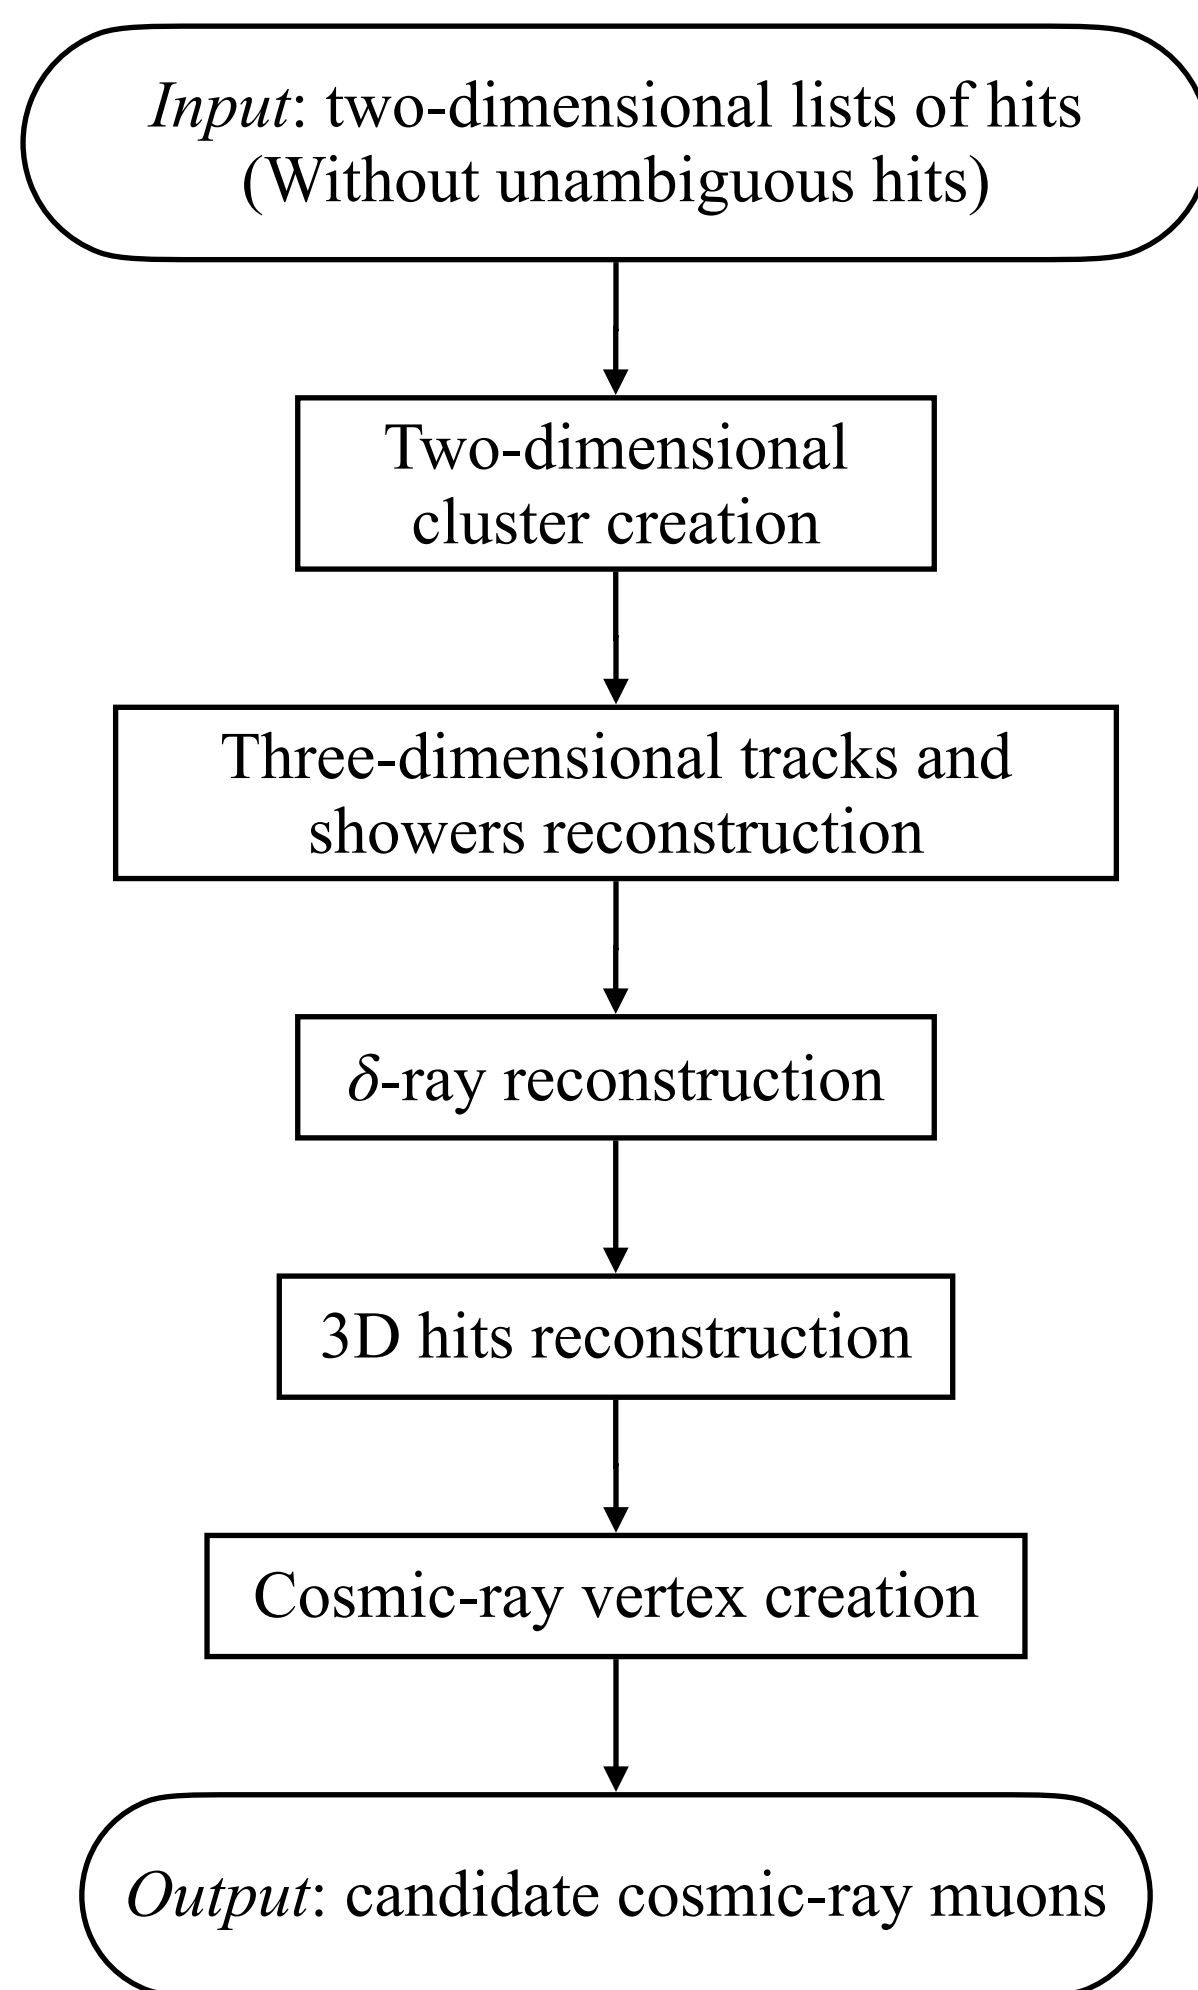 Input: two-dimensional lists of hits
(Without unambiguous hits)
Two-dimensional
cluster creation
Three-dimensional tracks and
showers reconstruction
δ-ray reconstruction
3D hits reconstruction
Cosmic-ray vertex creation
Output: candidate cosmic-ray muons